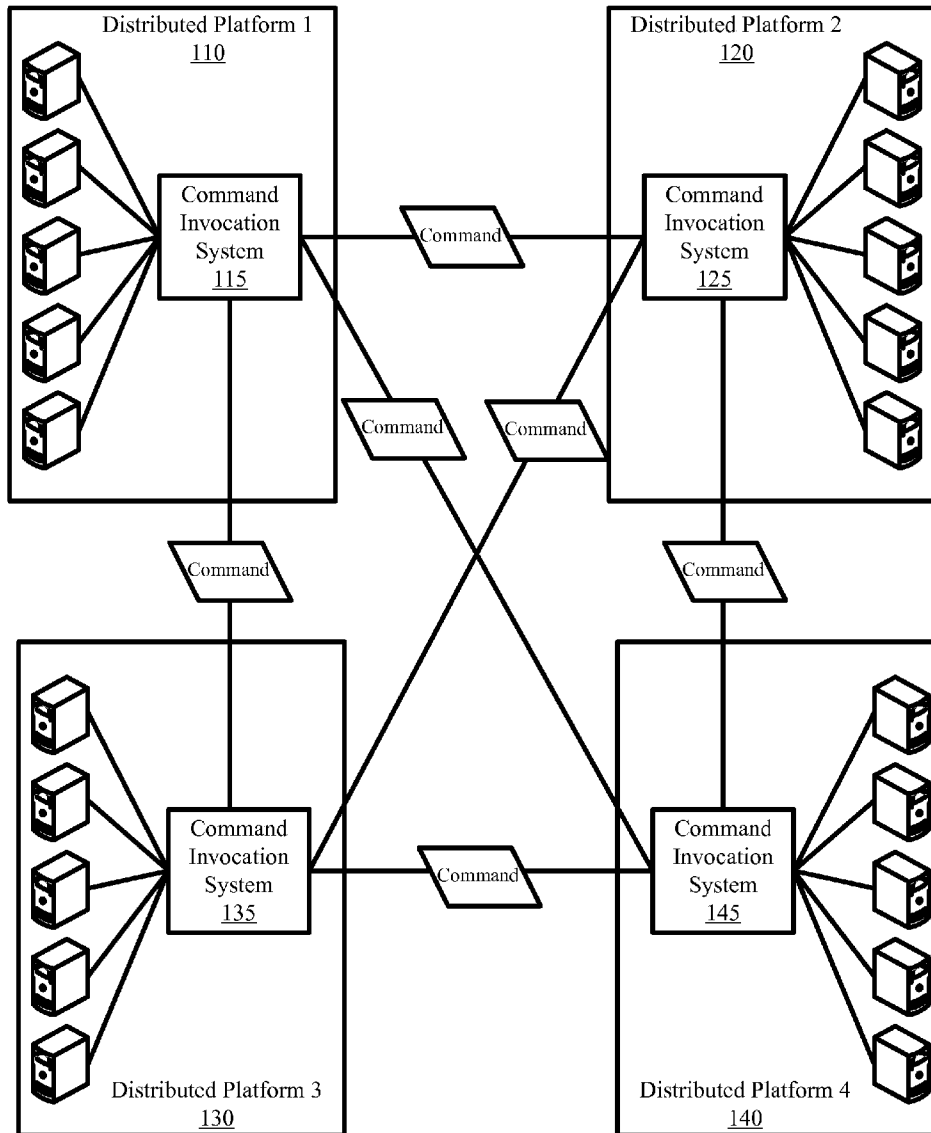 Distributed Platform 1
110
Distributed Platform 2
120
Command
Invocation
System
115
Command
Command
Invocation
System
125
Command
Command
Command
Command
Command
Invocation
System
135
Command
Command
Invocation
System
145
Distributed Platform 3
130
Distributed Platform 4
140